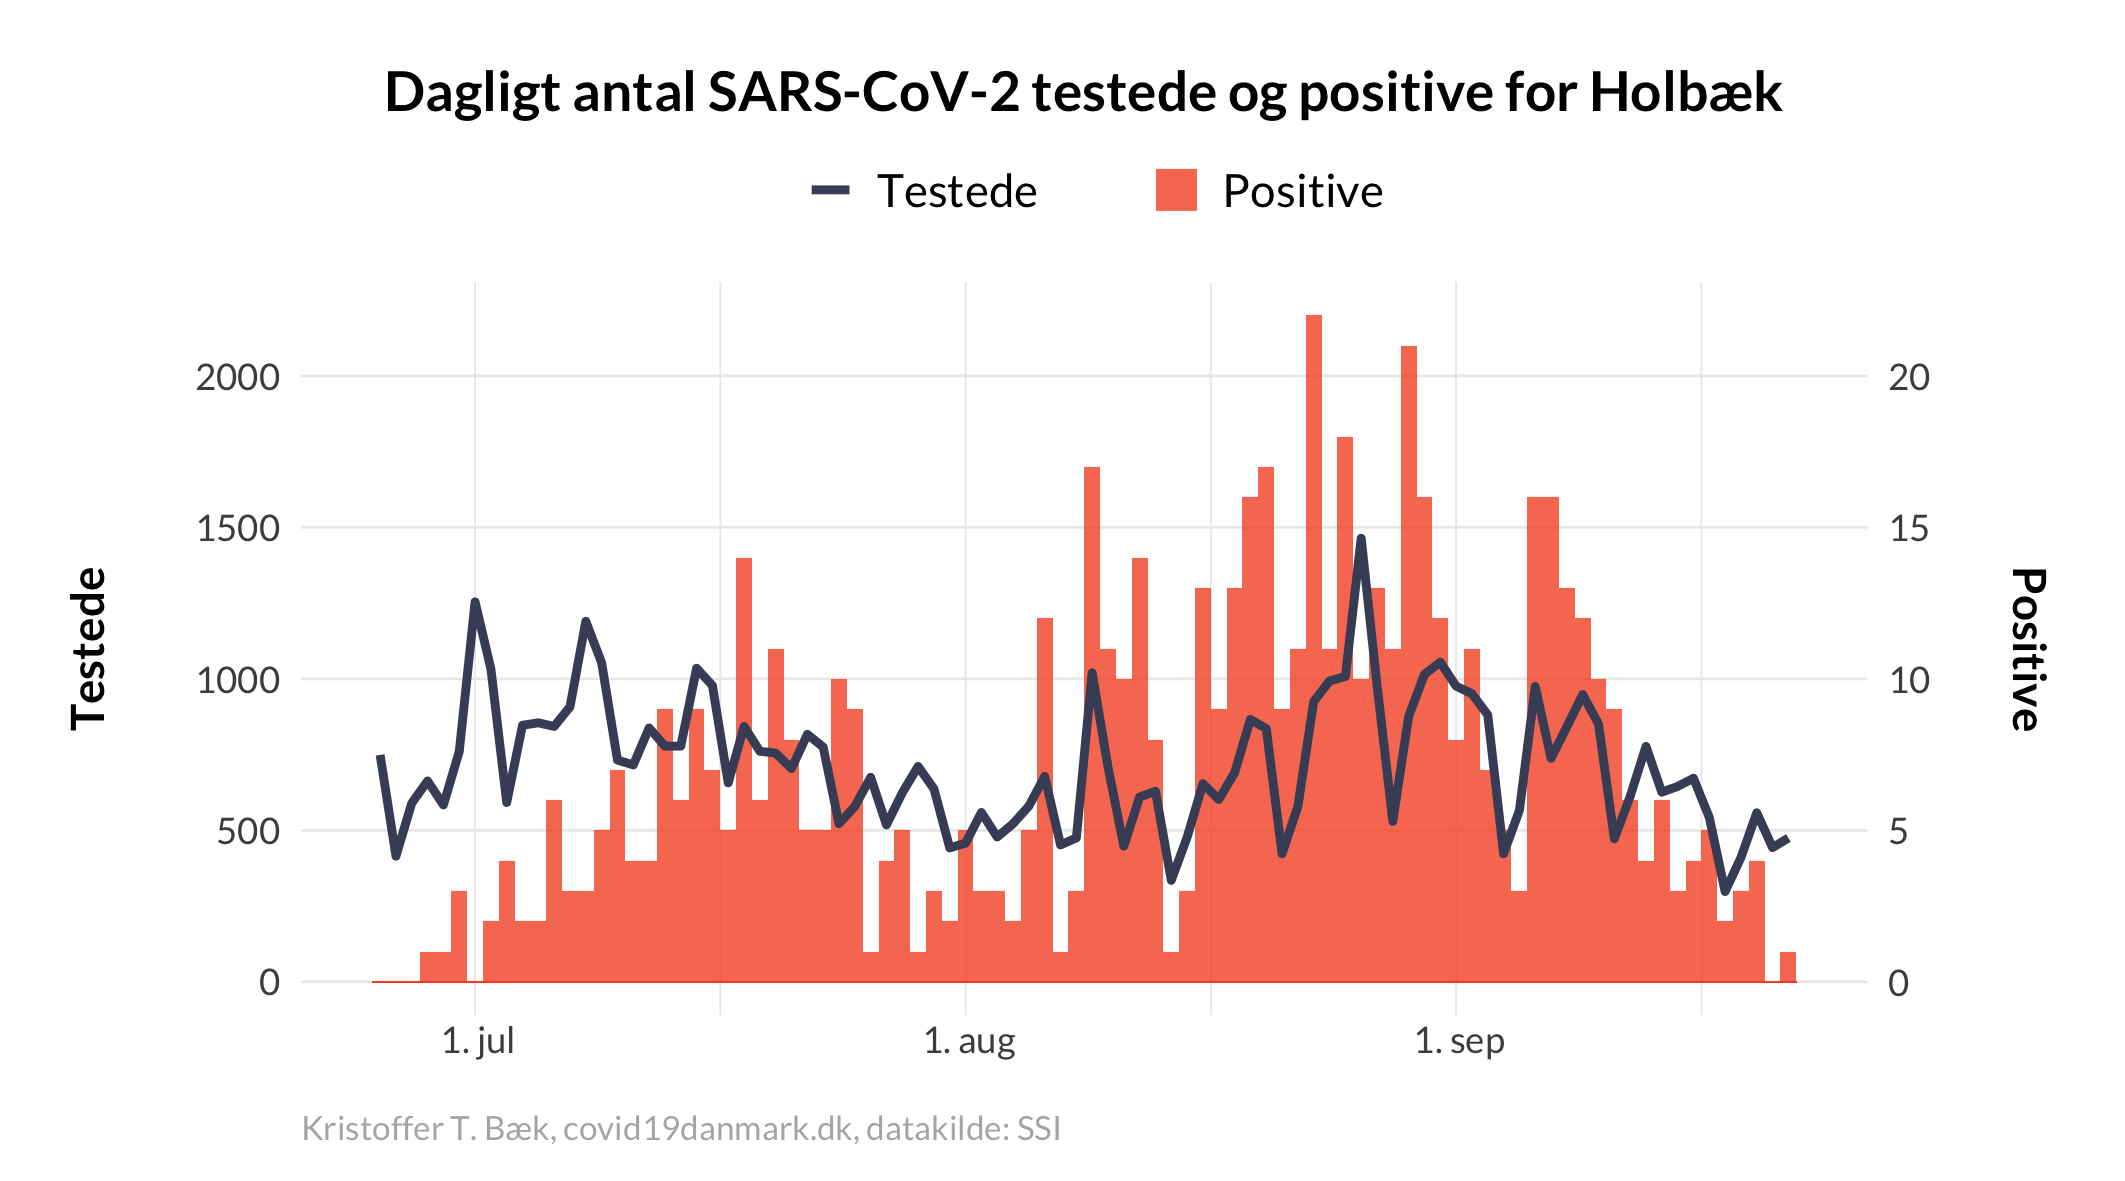 Dagligt antal SARS-CoV-2 testede og positive for Holbæk
Testede
Positive
2000
1500
1000
500
0
Testede
20
15
10
5
0
Positive
1. jul
1. aug
1. sep
Kristoffer T. Bæk, covid19danmark.dk, datakilde: SSI